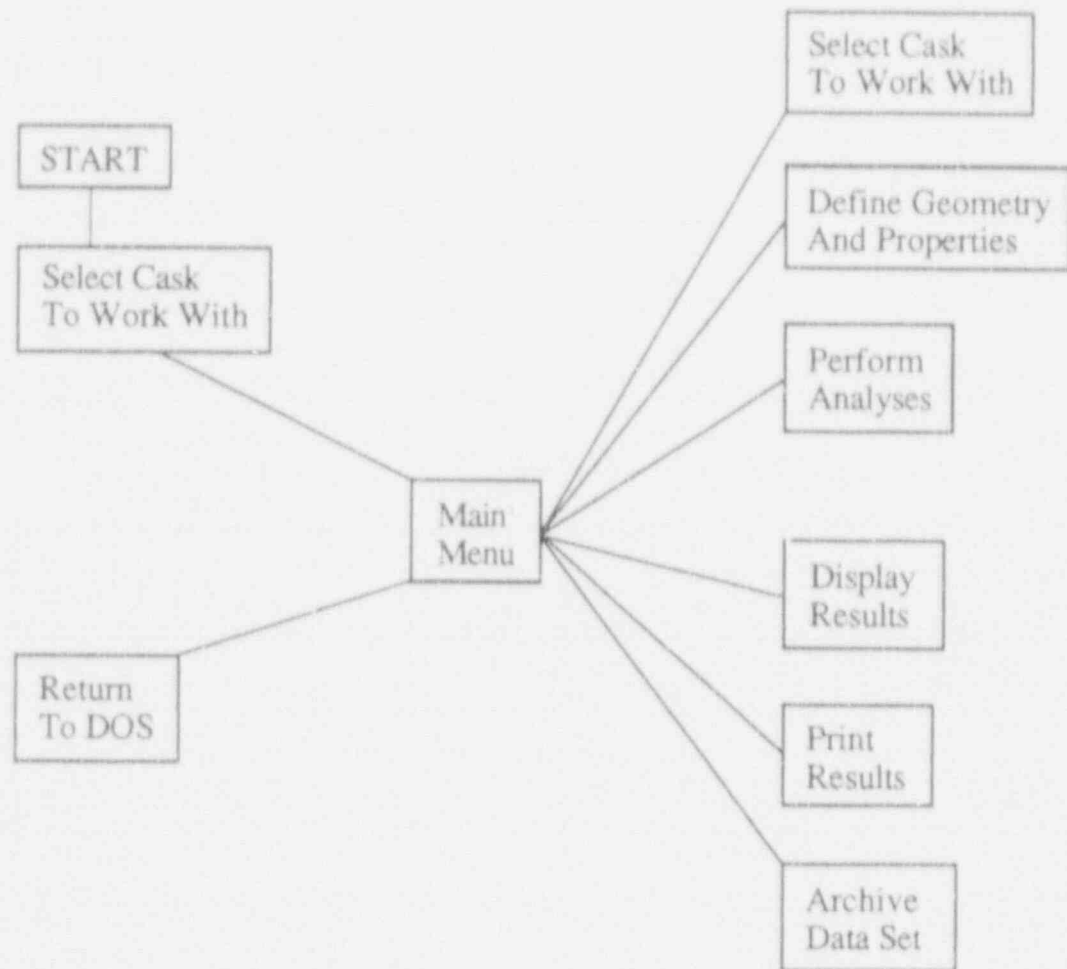 START
Select Cask
To Work With
Main
Menu
Return
To DOS
Select Cask
To Work With
Define Geometry
And Properties
Perform
Analyses
Display
Results
Print
Results
Archive
Data Set